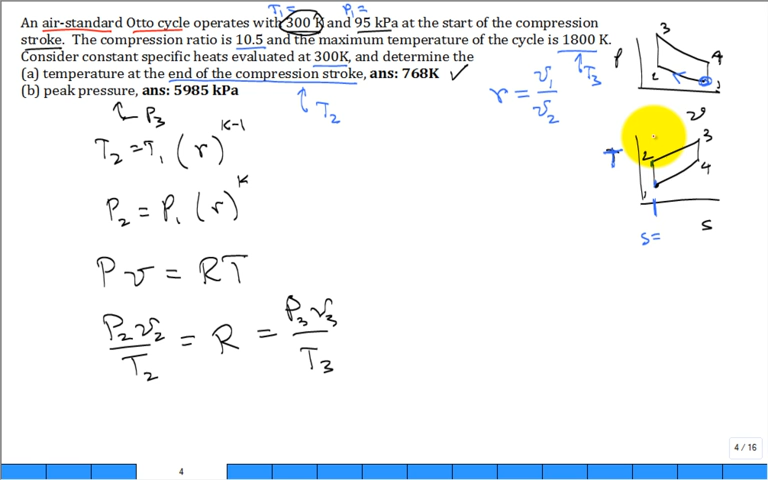 T₁ =
P₁ =
An air-standard Otto cycle operates with 300 K and 95 kPa at the start of the compression
stroke. The compression ratio is 10.5 and the maximum temperature of the cycle is 1800 K.
Consider constant specific heats evaluated at 300K, and determine the
(a) temperature at the end of the compression stroke, ans: 768K ✓
(b) peak pressure, ans: 5985 kPa
↑ P₃
↑ T₂
↑ T₃
r = v₁/v₂
T₂ = T₁ (r)^(k-1)
P₂ = P₁ (r)^k
P v = RT
P₂ v₂ / T₂ = R = P₃ v₃ / T₃
P
3
4
2
1
v
T
2
3
4
1
s =
s
4 / 16
4